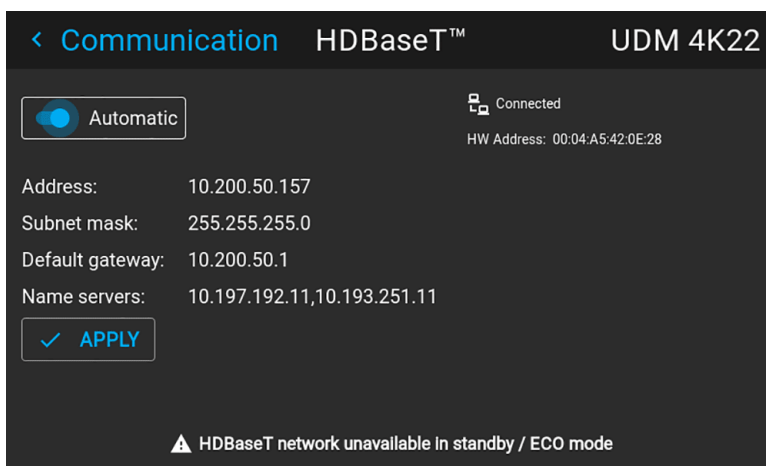 < Communication HDBaseT™ UDM 4K22
Automatic
Connected
HW Address: 00:04:A5:42:0E:28
Address: 10.200.50.157
Subnet mask: 255.255.255.0
Default gateway: 10.200.50.1
Name servers: 10.197.192.11,10.193.251.11
APPLY
HDBaseT network unavailable in standby / ECO mode